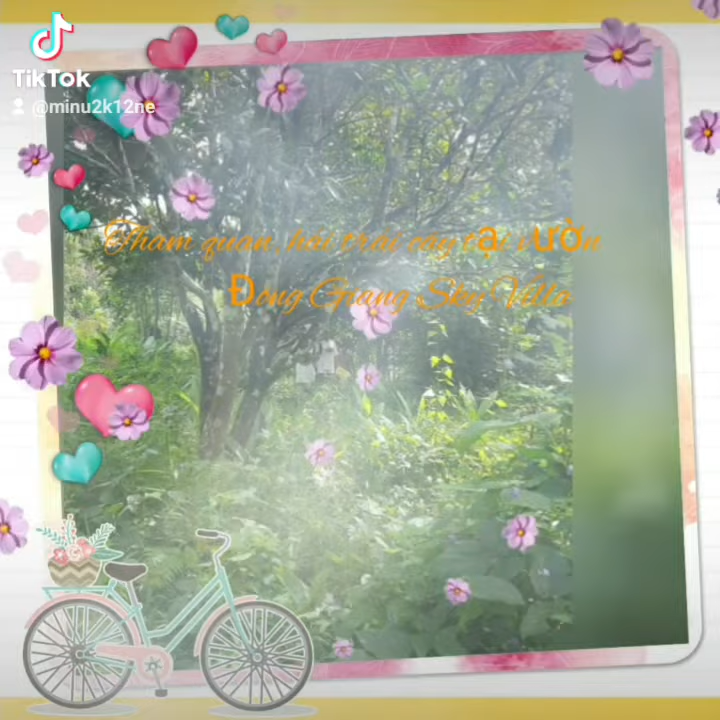 TikTok
@minu2k12ne
Tham quan, hái trái cây tại vườn
Đông Giang Sky Villa